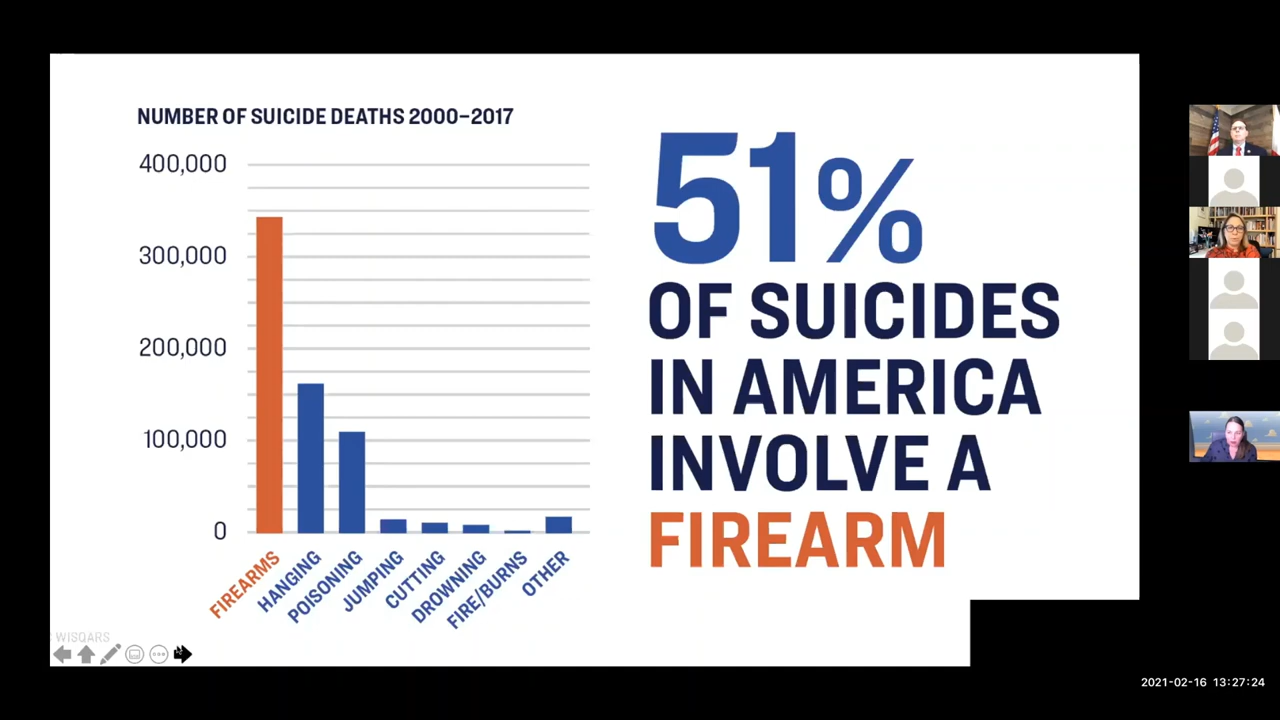 NUMBER OF SUICIDE DEATHS 2000–2017
400,000
300,000
200,000
100,000
0
FIREARMS
HANGING
POISONING
JUMPING
CUTTING
DROWNING
FIRE/BURNS
OTHER
51%
OF SUICIDES
IN AMERICA
INVOLVE A
FIREARM
WISQARS
2021-02-16 13:27:24